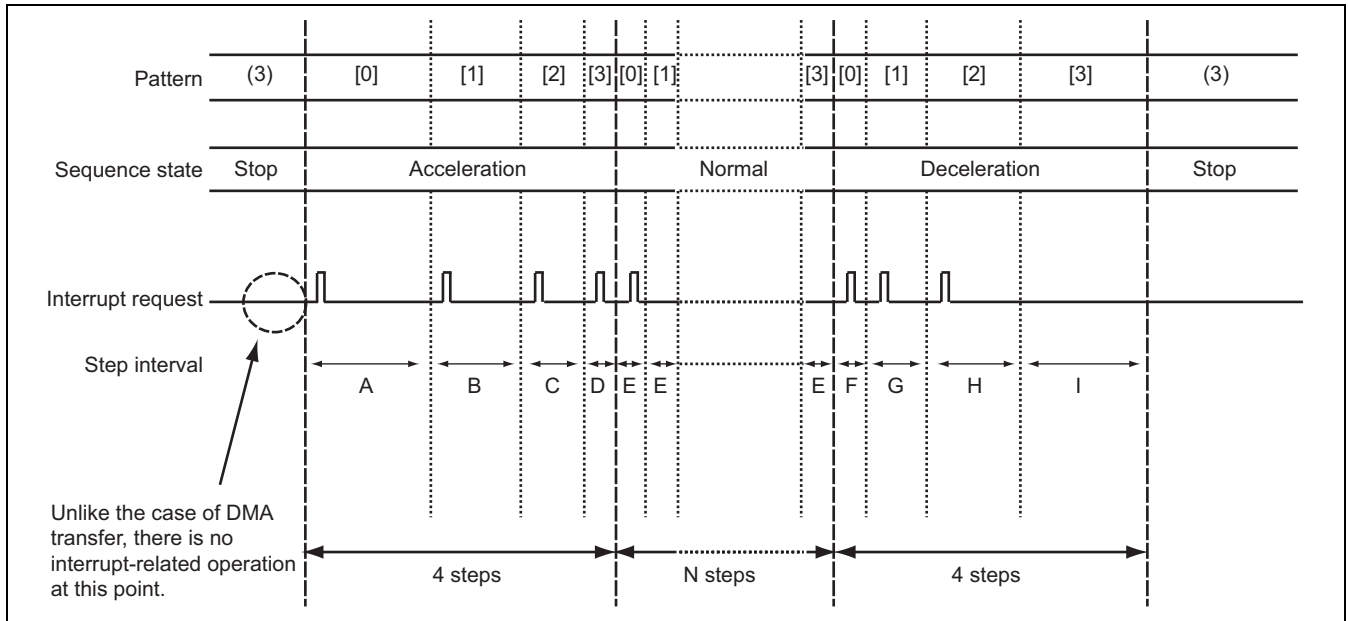 Pattern (3) [0] [1] [2] [3] [0] [1] [3] [0] [1] [2] [3] (3)
Sequence state Stop Acceleration Normal Deceleration Stop
Interrupt request
Step interval
A B C D E E E F G H I
Unlike the case of DMA
transfer, there is no
interrupt-related operation
at this point.
4 steps N steps 4 steps